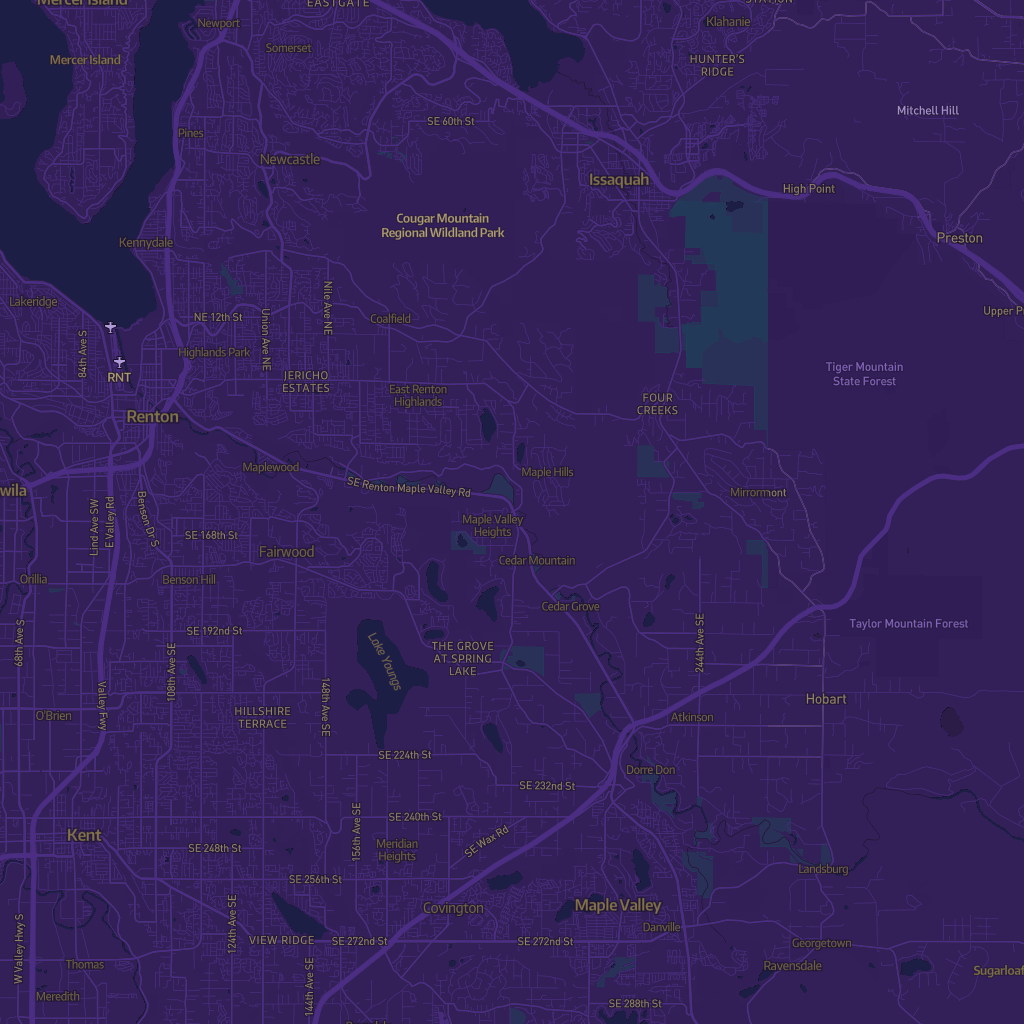 Mercer Island
EASTGATE
Newport
Klahanie
Somerset
Mercer Island
HUNTER'S
RIDGE
Mitchell Hill
SE 60th St
Pines
Newcastle
Issaquah
High Point
Cougar Mountain
Regional Wildland Park
Kennydale
Preston
Lakeridge
Nile Ave NE
Upper P
NE 12th St
Coalfield
Union Ave NE
84th Ave S
Highlands Park
RNT
JERICHO
ESTATES
Tiger Mountain
State Forest
East Renton
Highlands
FOUR
CREEKS
Renton
Maplewood
Maple Hills
SE Renton Maple Valley Rd
wila
Mirrormont
Lind Ave SW
E Valley Rd
Benson Dr S
Maple Valley
Heights
SE 168th St
Fairwood
Cedar Mountain
Orillia
Benson Hill
Cedar Grove
SE 192nd St
Taylor Mountain Forest
68th Ave S
244th Ave SE
THE GROVE
AT SPRING
LAKE
Lake Youngs
108th Ave SE
Hobart
Valley Fwy
148th Ave SE
O'Brien
HILLSHIRE
TERRACE
Atkinson
SE 224th St
Dorre Don
SE 232nd St
SE 240th St
Kent
156th Ave SE
SE Wax Rd
Meridian
Heights
SE 248th St
Landsburg
SE 256th St
Covington
Maple Valley
124th Ave SE
Danville
VIEW RIDGE
SE 272nd St
SE 272nd St
Georgetown
W Valley Hwy S
Thomas
Ravensdale
Sugarloaf
144th Ave SE
Meredith
SE 288th St